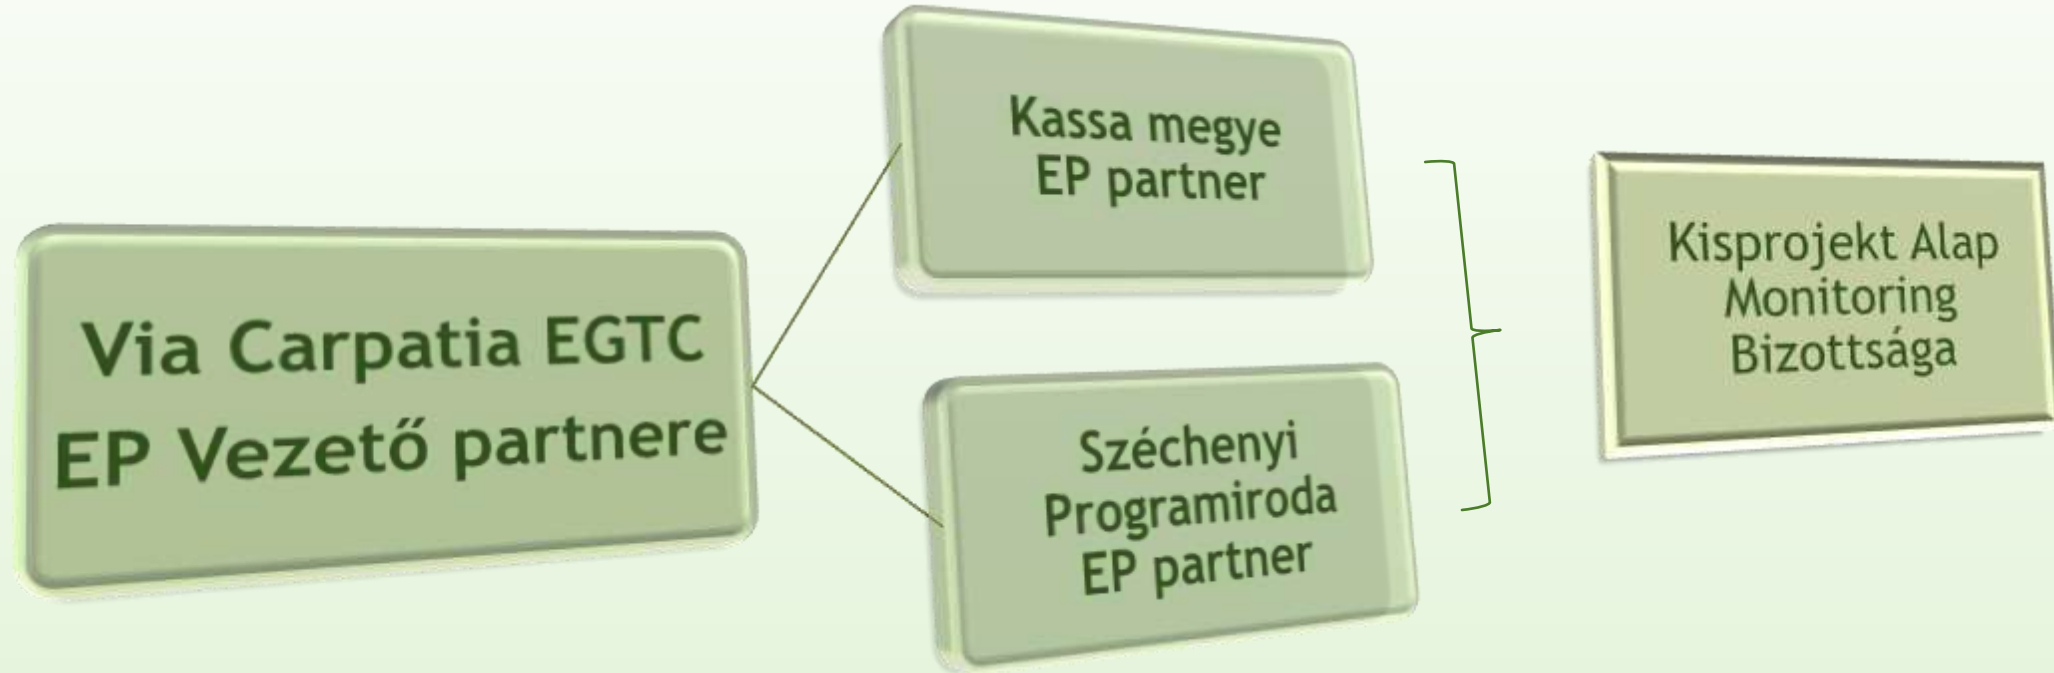 Via Carpatia EGTC
EP Vezető partnere
Kassa megye
EP partner
Széchenyi
Programiroda
EP partner
Kisprojekt Alap
Monitoring
Bizottsága